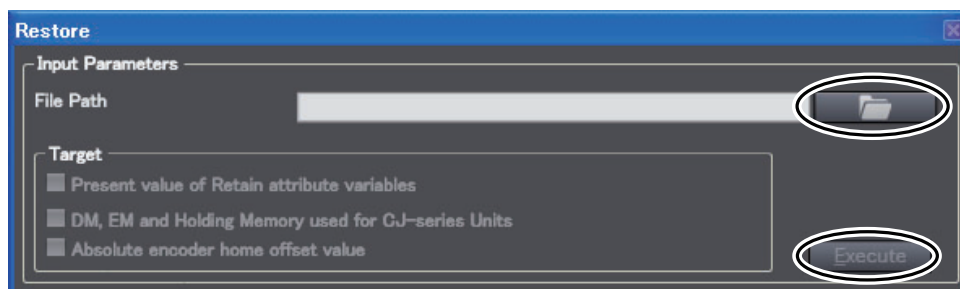 Restore
Input Parameters
File Path
Target
Present value of Retain attribute variables
DM, EM and Holding Memory used for CJ-series Units
Absolute encoder home offset value
Execute